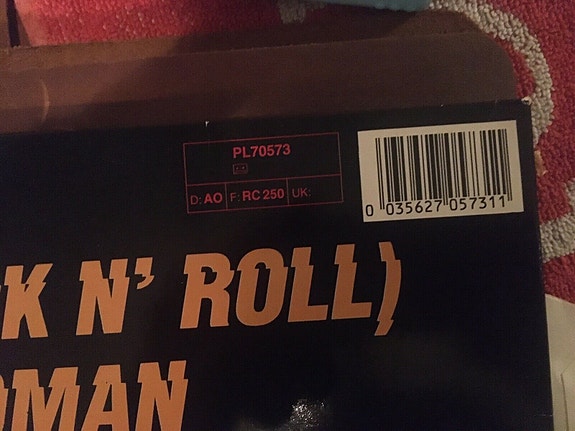 PL70573
D: AO F: RC 250 UK:
0 035627 057311
K N' ROLL)
OMAN